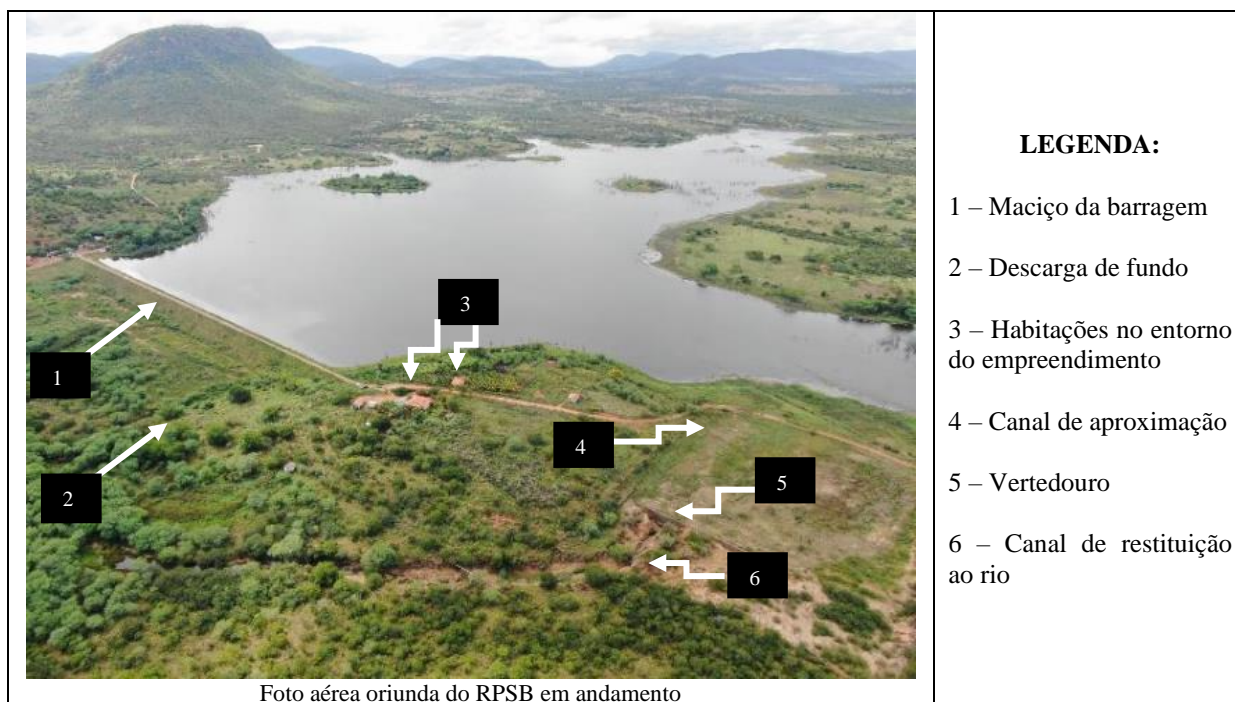 3
1
2
4
5
6
Foto aérea oriunda do RPSB em andamento
LEGENDA:
1 – Maciço da barragem
2 – Descarga de fundo
3 – Habitações no entorno
do empreendimento
4 – Canal de aproximação
5 – Vertedouro
6 – Canal de restituição
ao rio